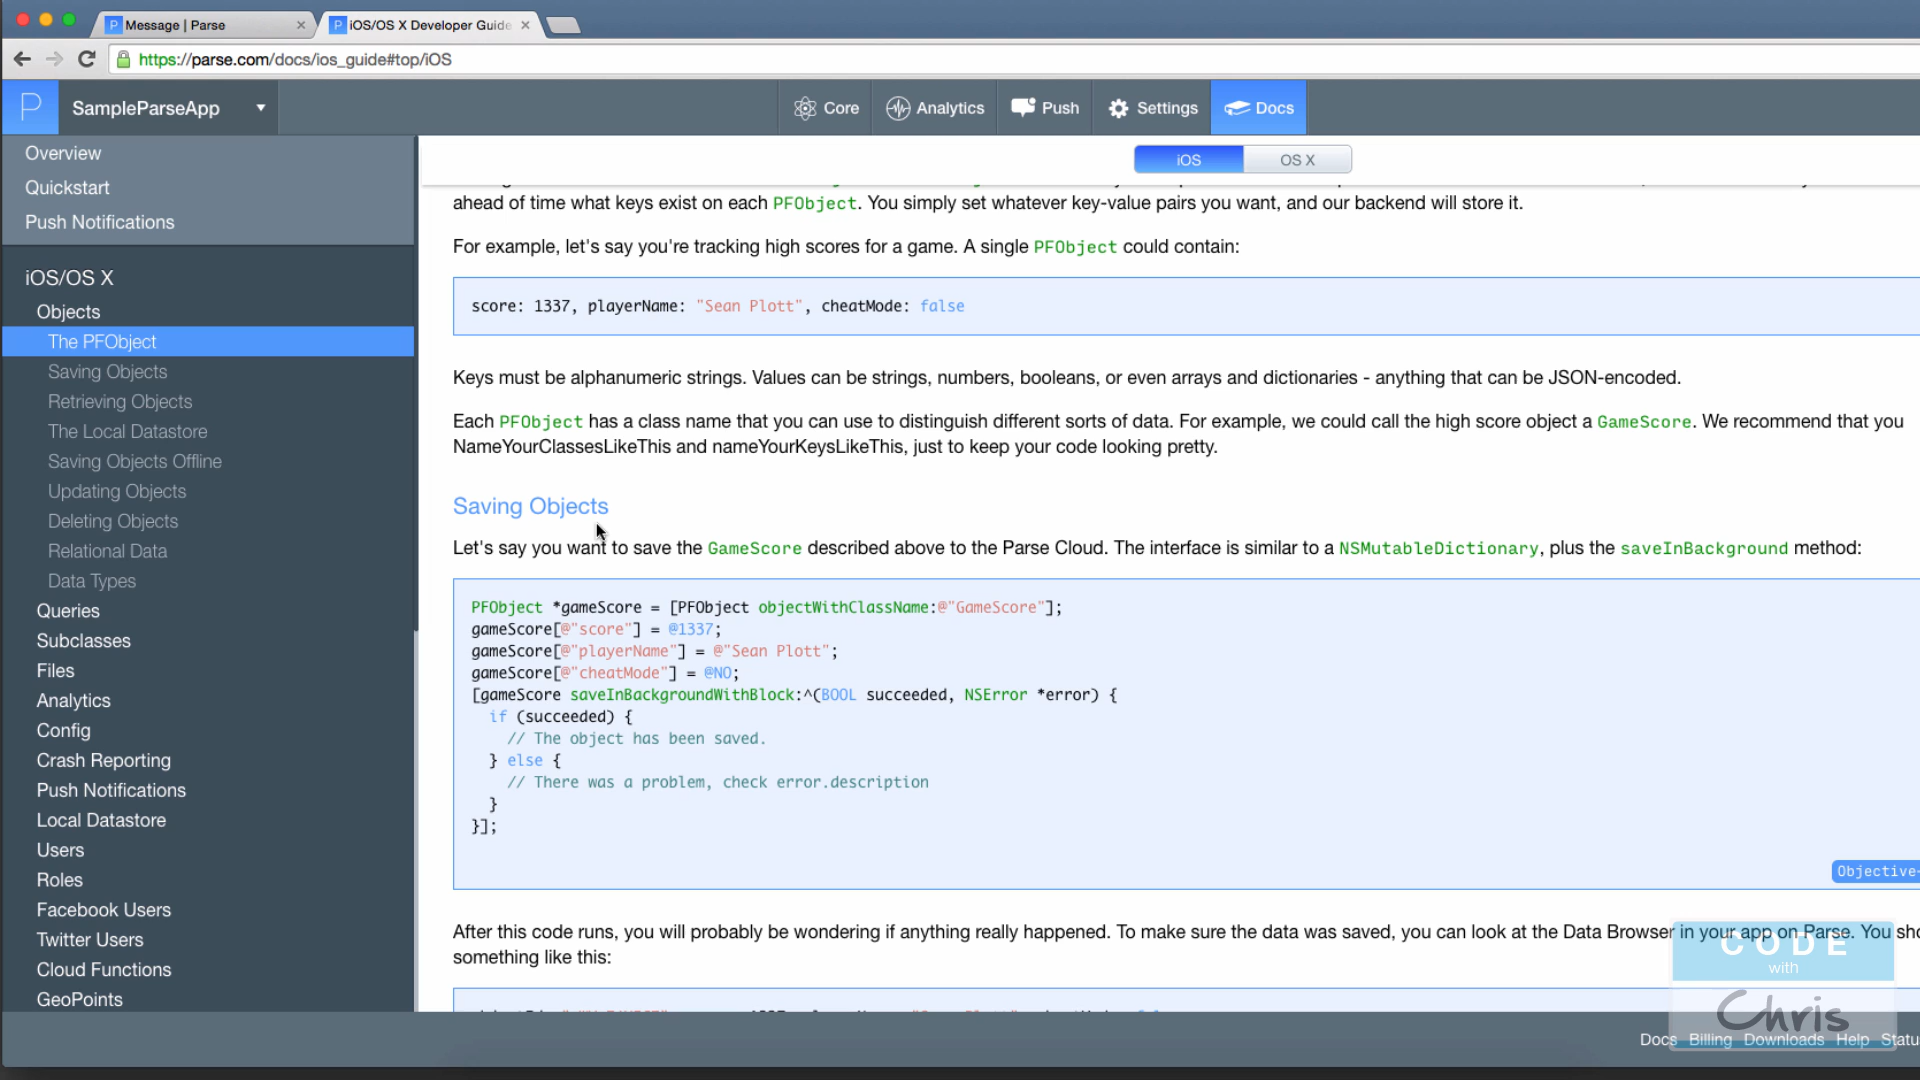 Message | Parse
iOS/OS X Developer Guide
https://parse.com/docs/ios_guide#top/iOS
P
SampleParseApp
Core
Analytics
Push
Settings
Docs
Overview
Quickstart
Push Notifications
iOS/OS X
Objects
The PFObject
Saving Objects
Retrieving Objects
The Local Datastore
Saving Objects Offline
Updating Objects
Deleting Objects
Relational Data
Data Types
Queries
Subclasses
Files
Analytics
Config
Crash Reporting
Push Notifications
Local Datastore
Users
Roles
Facebook Users
Twitter Users
Cloud Functions
GeoPoints
iOS
OS X
ahead of time what keys exist on each PFObject. You simply set whatever key-value pairs you want, and our backend will store it.
For example, let's say you're tracking high scores for a game. A single PFObject could contain:
score: 1337, playerName: "Sean Plott", cheatMode: false
Keys must be alphanumeric strings. Values can be strings, numbers, booleans, or even arrays and dictionaries - anything that can be JSON-encoded.
Each PFObject has a class name that you can use to distinguish different sorts of data. For example, we could call the high score object a GameScore. We recommend that you
NameYourClassesLikeThis and nameYourKeysLikeThis, just to keep your code looking pretty.
Saving Objects
Let's say you want to save the GameScore described above to the Parse Cloud. The interface is similar to a NSMutableDictionary, plus the saveInBackground method:
PFObject *gameScore = [PFObject objectWithClassName:@"GameScore"];
gameScore[@"score"] = @1337;
gameScore[@"playerName"] = @"Sean Plott";
gameScore[@"cheatMode"] = @NO;
[gameScore saveInBackgroundWithBlock:^(BOOL succeeded, NSError *error) {
if (succeeded) {
// The object has been saved.
} else {
// There was a problem, check error.description
}
}];
Objective-
After this code runs, you will probably be wondering if anything really happened. To make sure the data was saved, you can look at the Data Browser in your app on Parse. You sho
something like this:
CODE
with
Chris
Docs Billing Downloads Help Statu